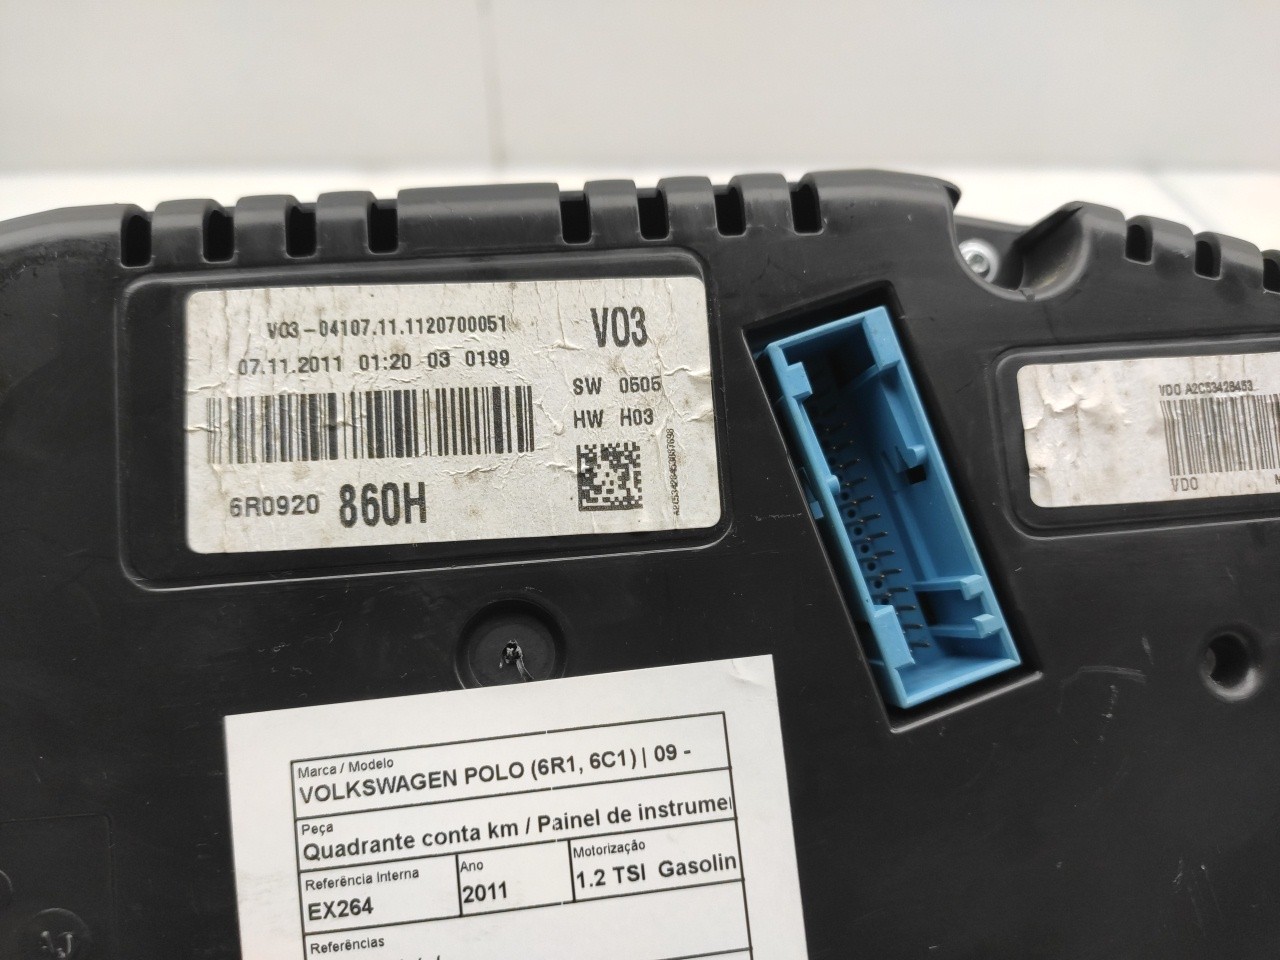 V03-04107.11.1120700051
V03
07.11.2011 01:20 03 0199
SW 0505
HW H03
6R0920 860H
A2C53428453
VDO A2C53428453
VDO
Marca / Modelo
VOLKSWAGEN POLO (6R1, 6C1) | 09 -
Peça
Quadrante conta km / Painel de instrume
Referência Interna
EX264
Ano
2011
Motorização
1.2 TSI Gasolin
Referências